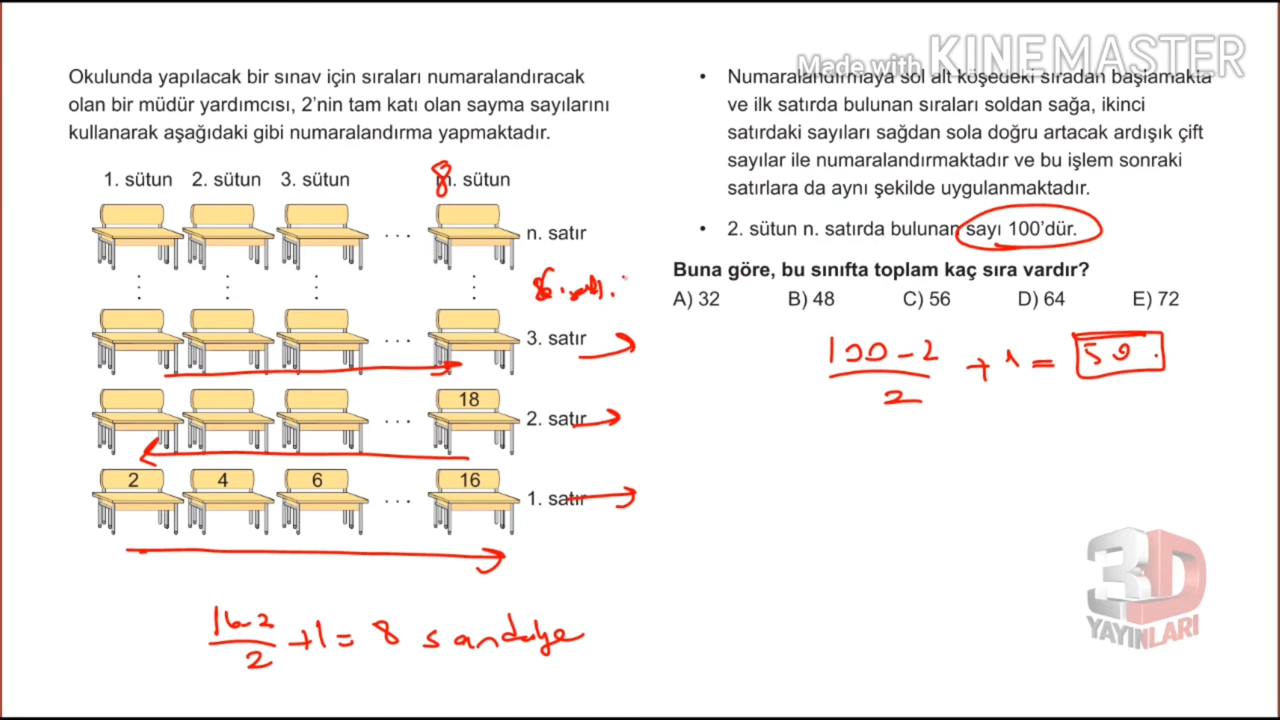 Made with KINEMASTER
Okulunda yapılacak bir sınav için sıraları numaralandıracak
olan bir müdür yardımcısı, 2'nin tam katı olan sayma sayılarını
kullanarak aşağıdaki gibi numaralandırma yapmaktadır.
1. sütun 2. sütun 3. sütun m. sütun
8
n. satır
3. satır
18
2. satır
2 4 6 ... 16
1. satır
16-2
2
+1 = 8 sandalye
• Numaralandırmaya sol alt köşedeki sıradan başlamakta
ve ilk satırda bulunan sıraları soldan sağa, ikinci
satırdaki sayıları sağdan sola doğru artacak ardışık çift
sayılar ile numaralandırmaktadır ve bu işlem sonraki
satırlara da aynı şekilde uygulanmaktadır.
• 2. sütun n. satırda bulunan sayı 100'dür.
Buna göre, bu sınıfta toplam kaç sıra vardır?
A) 32 B) 48 C) 56 D) 64 E) 72
100-2
2
+1 = 50.
3D
YAYINLARI